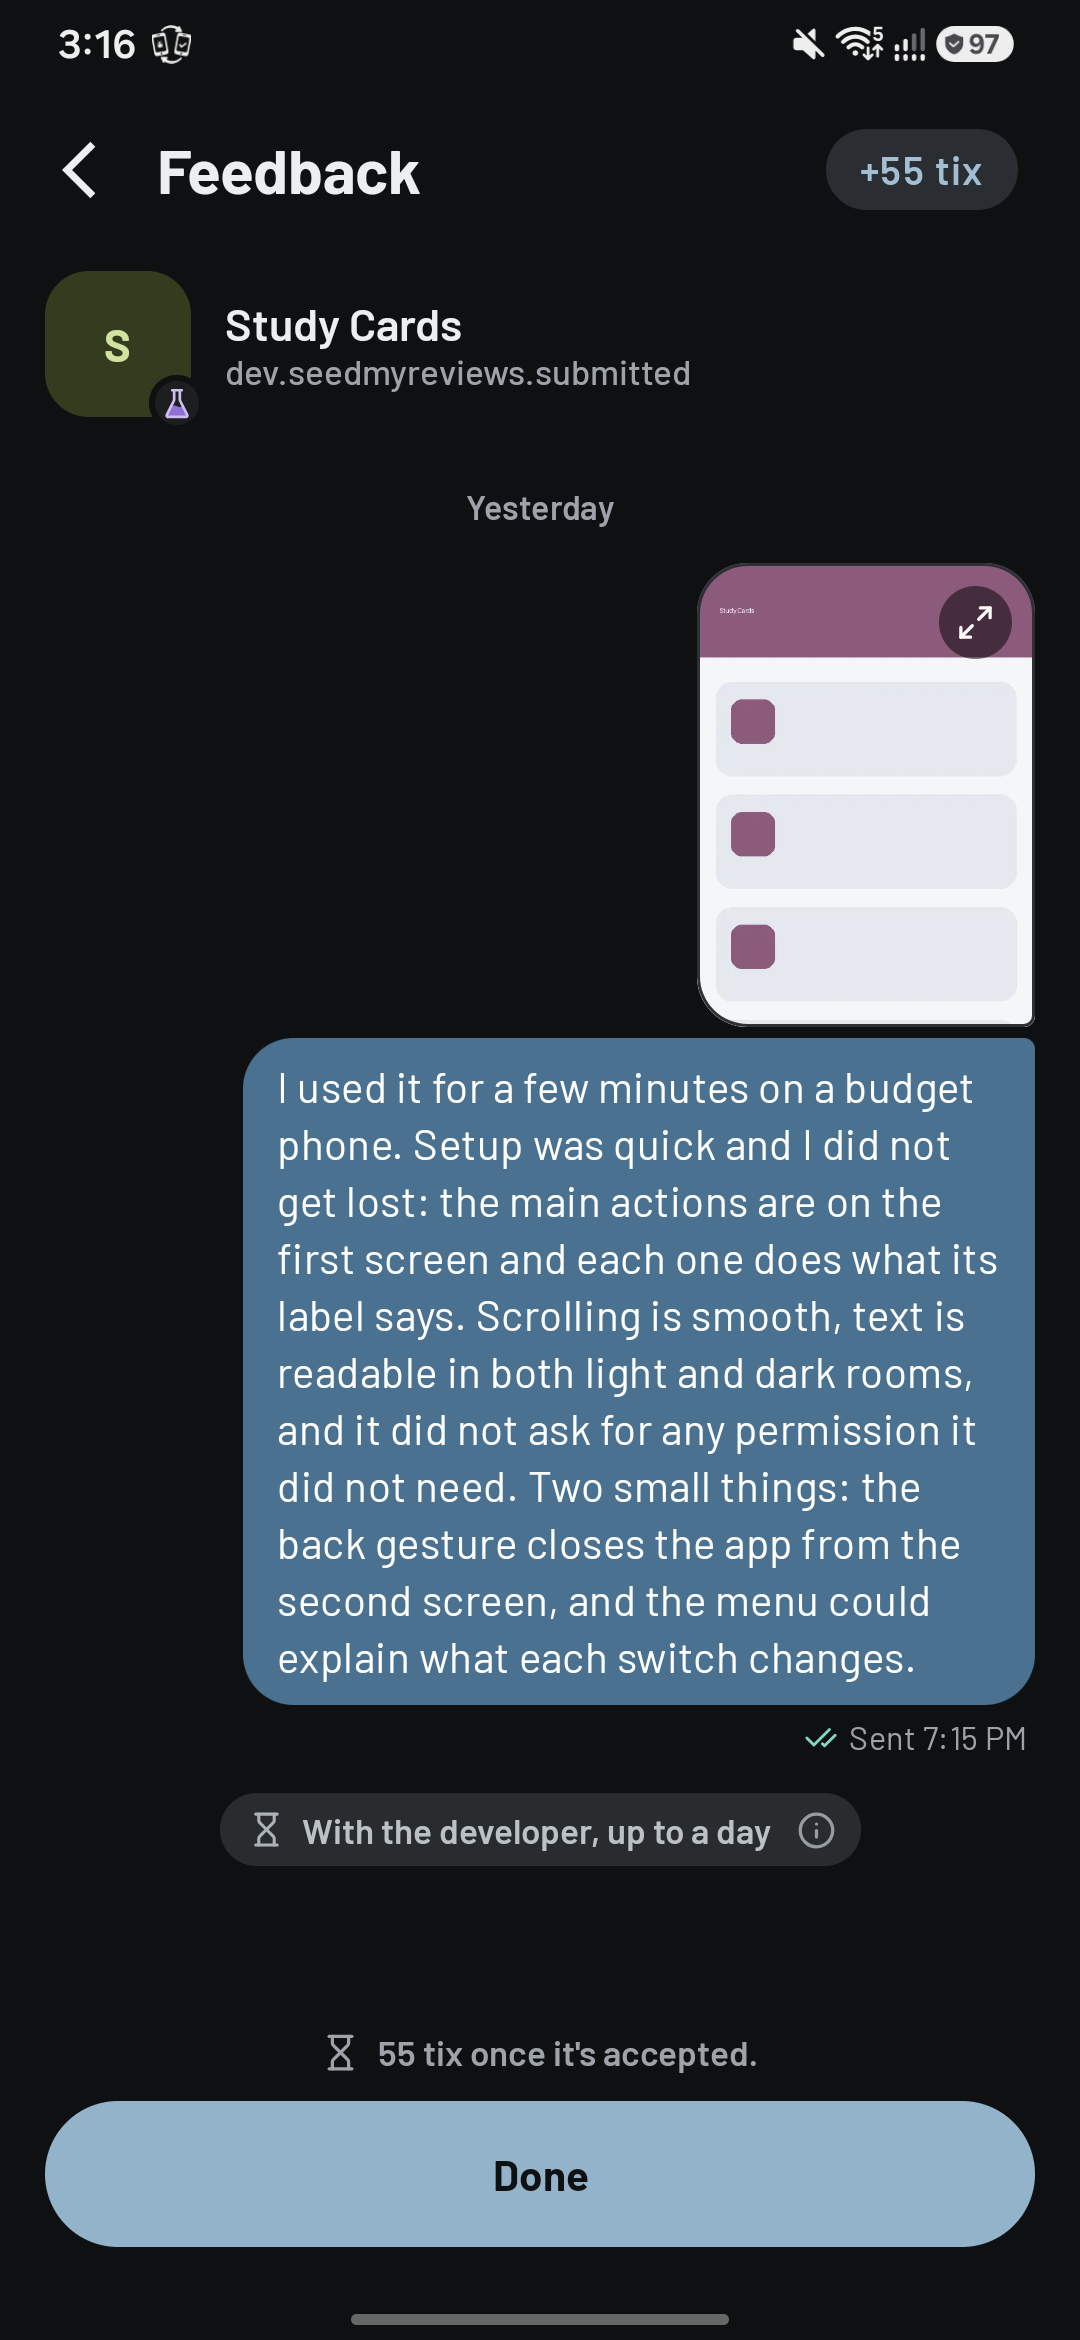 3:16
5
97
Feedback
+55 tix
S
Study Cards
dev.seedmyreviews.submitted
Yesterday
Study Cards
I used it for a few minutes on a budget
phone. Setup was quick and I did not
get lost: the main actions are on the
first screen and each one does what its
label says. Scrolling is smooth, text is
readable in both light and dark rooms,
and it did not ask for any permission it
did not need. Two small things: the
back gesture closes the app from the
second screen, and the menu could
explain what each switch changes.
Sent 7:15 PM
With the developer, up to a day
55 tix once it's accepted.
Done